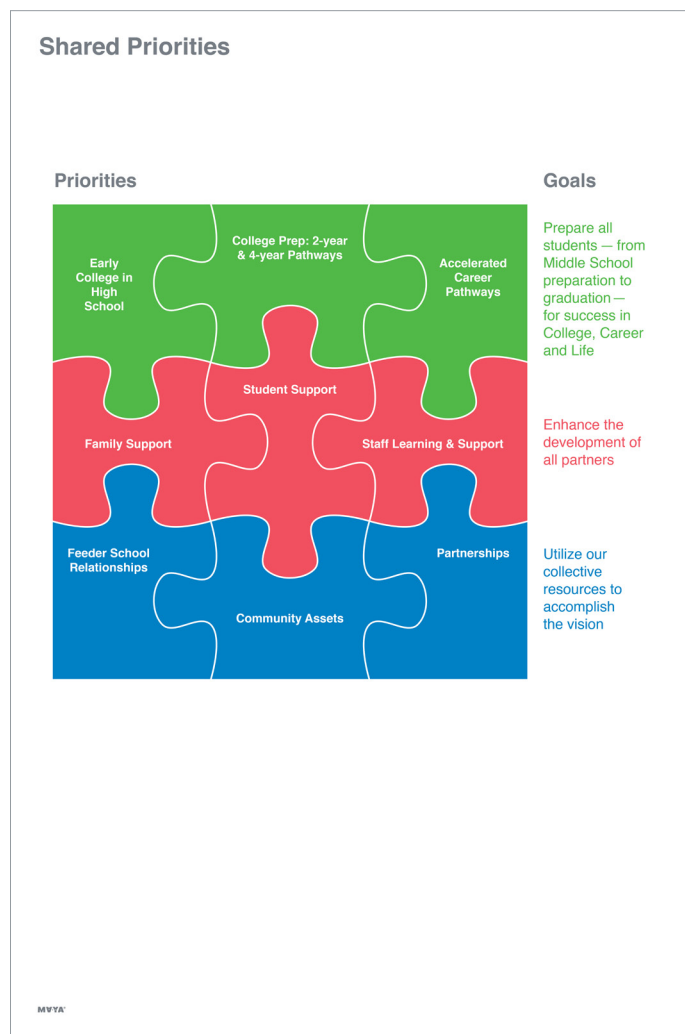 Shared Priorities
Priorities
Goals
Early
College in
High
School
College Prep: 2-year
& 4-year Pathways
Accelerated
Career
Pathways
Prepare all
students — from
Middle School
preparation to
graduation —
for success in
College, Career
and Life
Student Support
Family Support
Staff Learning & Support
Enhance the
development of
all partners
Feeder School
Relationships
Community Assets
Partnerships
Utilize our
collective
resources to
accomplish
the vision
MAYA